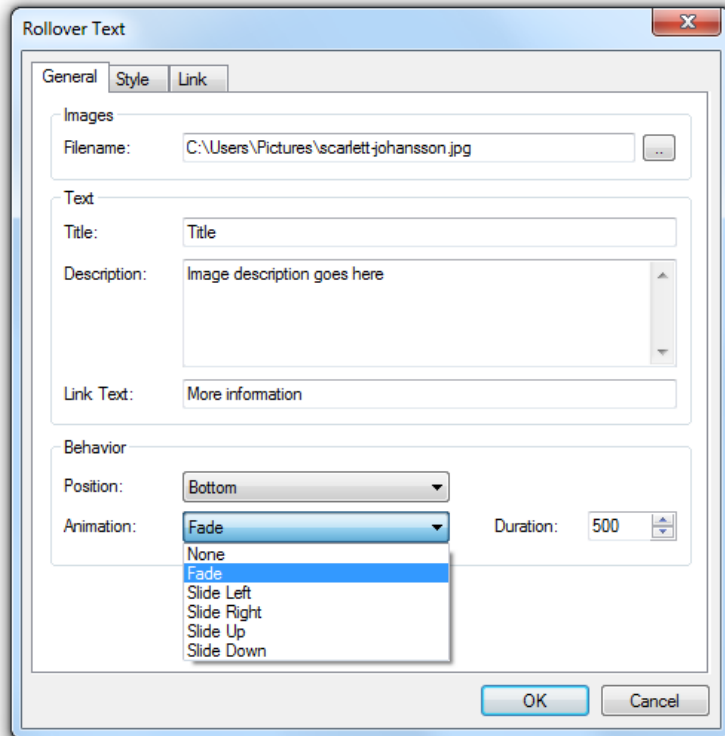 Rollover Text
General Style Link
Images
Filename: C:\Users\Pictures\scarlett-johansson.jpg ..
Text
Title: Title
Description: Image description goes here
Link Text: More information
Behavior
Position: Bottom
Animation: Fade Duration: 500
None
Fade
Slide Left
Slide Right
Slide Up
Slide Down
OK Cancel